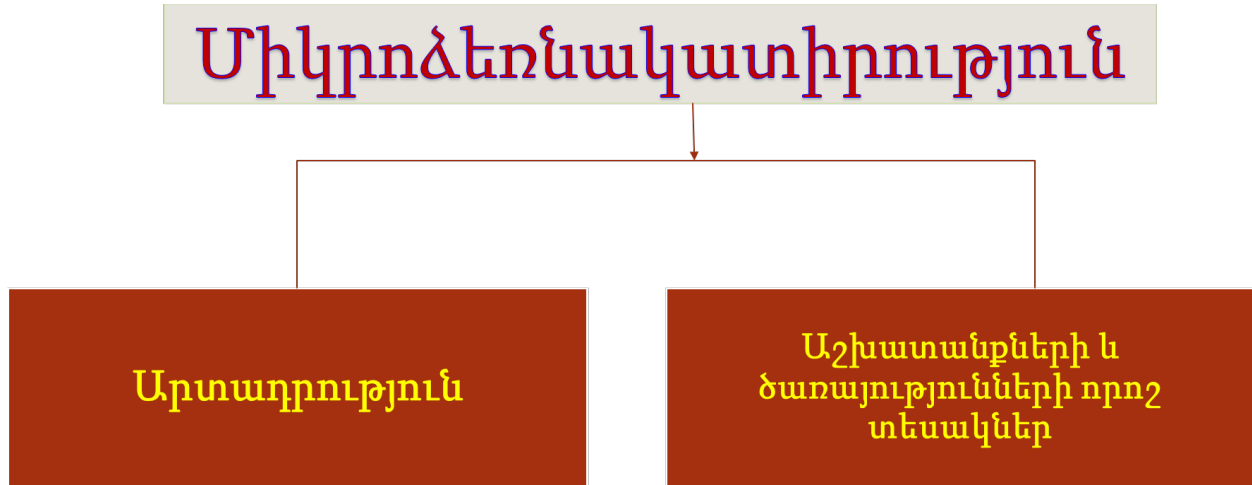 Միկրոձեռնակատիրություն
Արտադրություն
Աշխատանքների և
ծառայությունների որոշ
տեսակներ